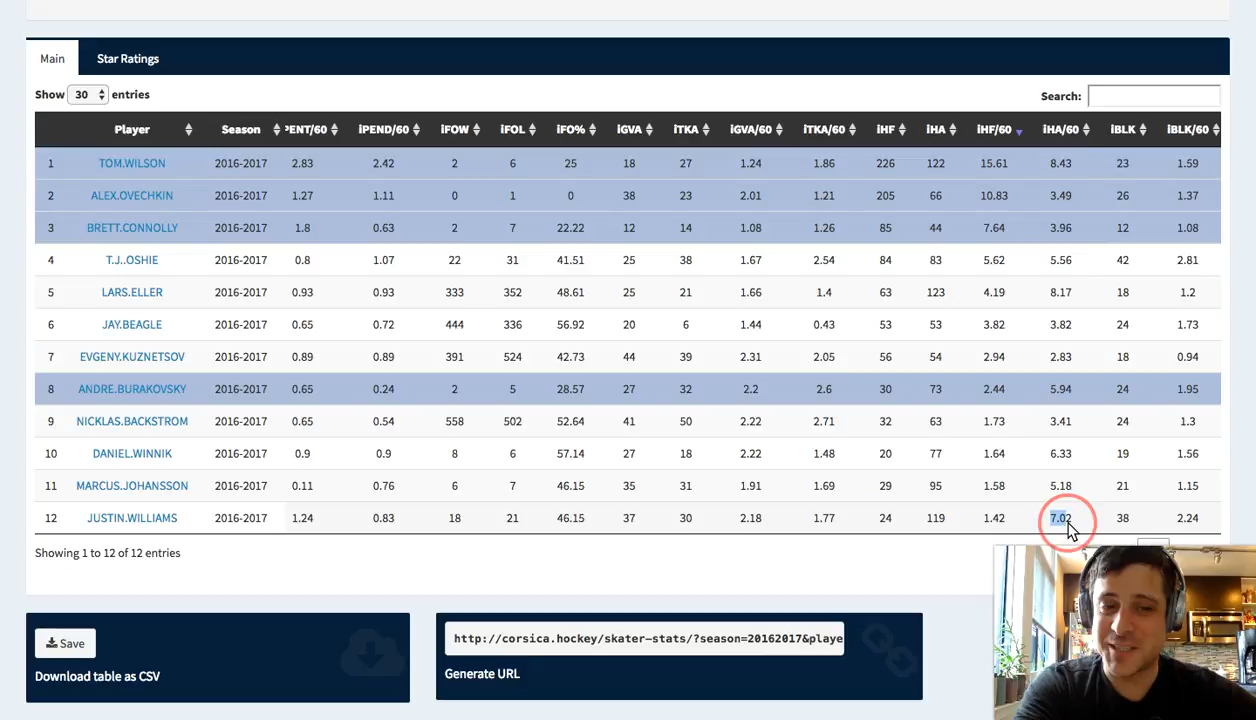 Main Star Ratings
Show 30 entries Search:
Player Season PENT/60 iPEND/60 iFOW iFOL iFO% iGVA iTKA iGVA/60 iTKA/60 iHF iHA iHF/60 iHA/60 iBLK iBLK/60
1 TOM.WILSON 2016-2017 2.83 2.42 2 6 25 18 27 1.24 1.86 226 122 15.61 8.43 23 1.59
2 ALEX.OVECHKIN 2016-2017 1.27 1.11 0 1 0 38 23 2.01 1.21 205 66 10.83 3.49 26 1.37
3 BRETT.CONNOLLY 2016-2017 1.8 0.63 2 7 22.22 12 14 1.08 1.26 85 44 7.64 3.96 12 1.08
4 T.J..OSHIE 2016-2017 0.8 1.07 22 31 41.51 25 38 1.67 2.54 84 83 5.62 5.56 42 2.81
5 LARS.ELLER 2016-2017 0.93 0.93 333 352 48.61 25 21 1.66 1.4 63 123 4.19 8.17 18 1.2
6 JAY.BEAGLE 2016-2017 0.65 0.72 444 336 56.92 20 6 1.44 0.43 53 53 3.82 3.82 24 1.73
7 EVGENY.KUZNETSOV 2016-2017 0.89 0.89 391 524 42.73 44 39 2.31 2.05 56 54 2.94 2.83 18 0.94
8 ANDRE.BURAKOVSKY 2016-2017 0.65 0.24 2 5 28.57 27 32 2.2 2.6 30 73 2.44 5.94 24 1.95
9 NICKLAS.BACKSTROM 2016-2017 0.65 0.54 558 502 52.64 41 50 2.22 2.71 32 63 1.73 3.41 24 1.3
10 DANIEL.WINNIK 2016-2017 0.9 0.9 8 6 57.14 27 18 2.22 1.48 20 77 1.64 6.33 19 1.56
11 MARCUS.JOHANSSON 2016-2017 0.11 0.76 6 7 46.15 35 31 1.91 1.69 29 95 1.58 5.18 21 1.15
12 JUSTIN.WILLIAMS 2016-2017 1.24 0.83 18 21 46.15 37 30 2.18 1.77 24 119 1.42 7.02 38 2.24
Showing 1 to 12 of 12 entries
Save
Download table as CSV
http://corsica.hockey/skater-stats/?season=20162017&playe
Generate URL